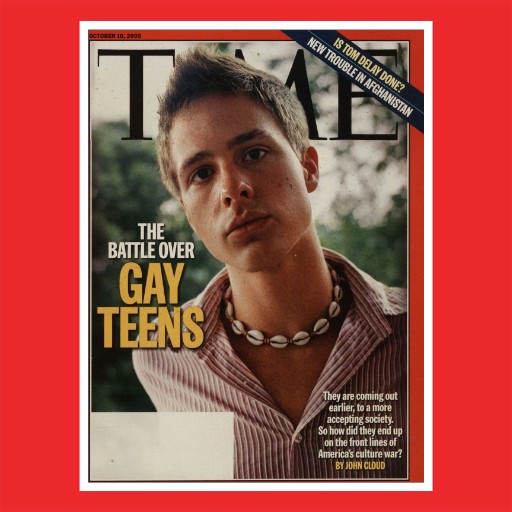 OCTOBER 10, 2005
TIME
IS TOM DELAY DONE?
NEW TROUBLE IN AFGHANISTAN
THE
BATTLE OVER
GAY
TEENS
They are coming out
earlier, to a more
accepting society.
So how did they end up
on the front lines of
America's culture war?
BY JOHN CLOUD